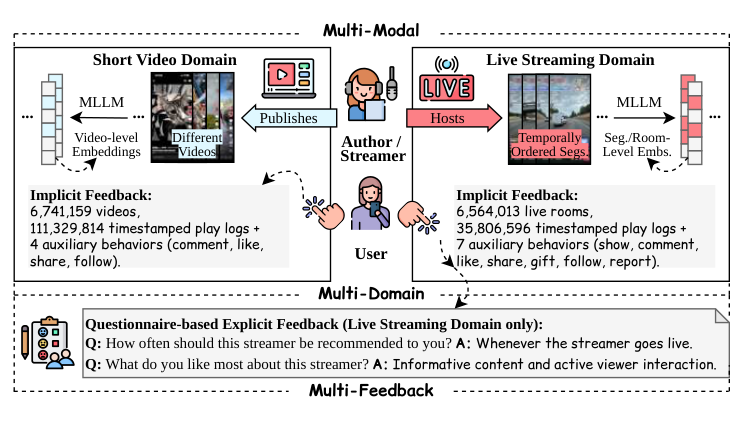 Multi-Modal
Short Video Domain
MLLM
Video-level
Embeddings
...
...
Different
Videos
Publishes
Implicit Feedback:
6,741,159 videos,
111,329,814 timestamped play logs +
4 auxiliary behaviors (comment, like,
share, follow).
Author /
Streamer
User
LIVE
Hosts
Live Streaming Domain
Temporally
Ordered Segs.
...
MLLM
Seg./Room-
Level Embs.
...
Implicit Feedback:
6,564,013 live rooms,
35,806,596 timestamped play logs +
7 auxiliary behaviors (show, comment,
like, share, gift, follow, report).
Multi-Domain
Questionnaire-based Explicit Feedback (Live Streaming Domain only):
Q: How often should this streamer be recommended to you? A: Whenever the streamer goes live.
Q: What do you like most about this streamer? A: Informative content and active viewer interaction.
Multi-Feedback